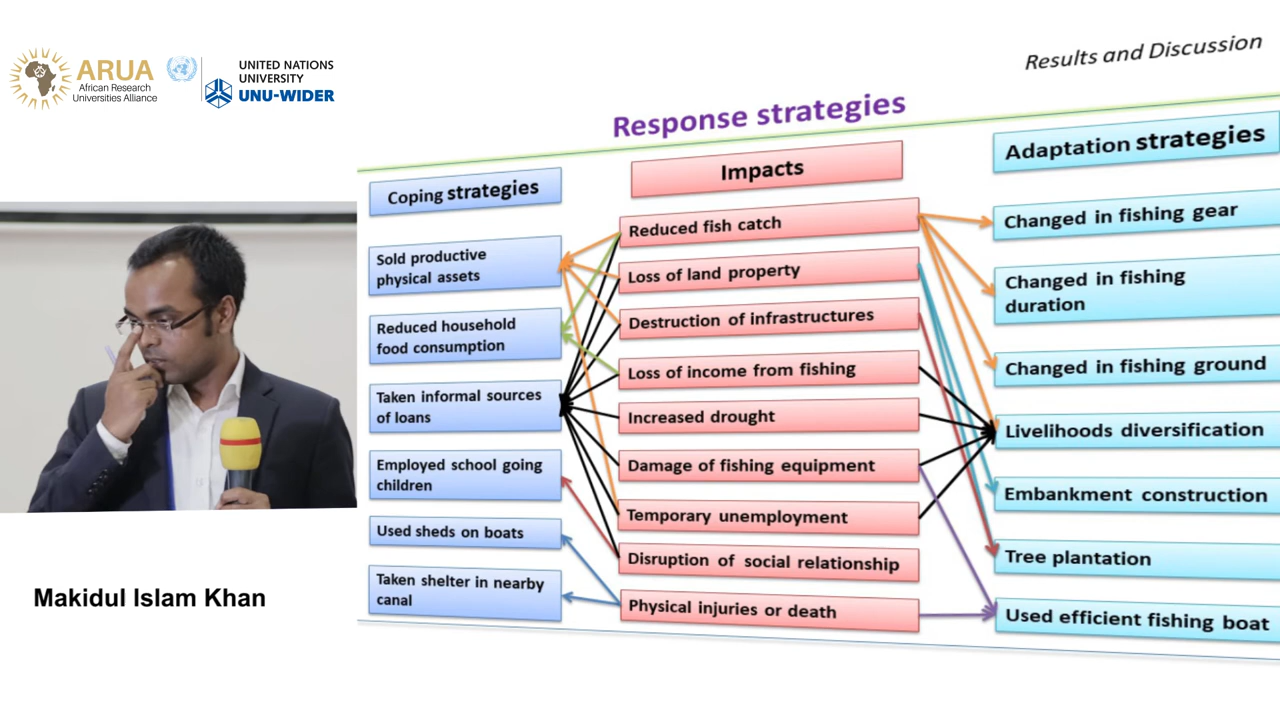 ARUA
African Research
Universities Alliance
UNITED NATIONS
UNIVERSITY
UNU-WIDER
Results and Discussion
Response strategies
Coping strategies
Sold productive
physical assets
Reduced household
food consumption
Taken informal sources
of loans
Employed school going
children
Used sheds on boats
Taken shelter in nearby
canal
Impacts
Reduced fish catch
Loss of land property
Destruction of infrastructures
Loss of income from fishing
Increased drought
Damage of fishing equipment
Temporary unemployment
Disruption of social relationship
Physical injuries or death
Adaptation strategies
Changed in fishing gear
Changed in fishing
duration
Changed in fishing ground
Livelihoods diversification
Embankment construction
Tree plantation
Used efficient fishing boat
Makidul Islam Khan